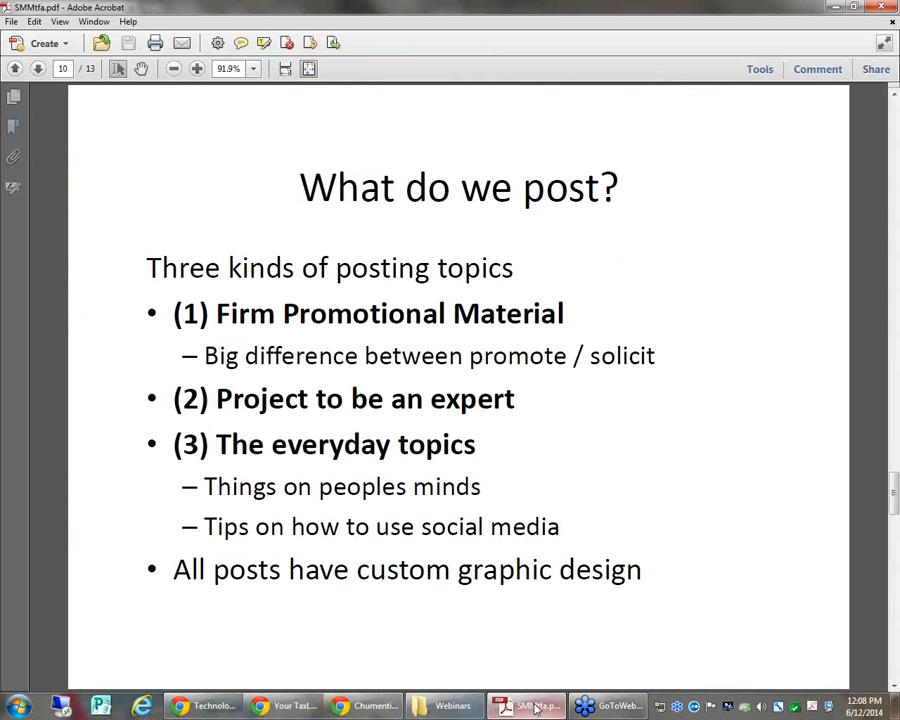 SMMtfa.pdf - Adobe Acrobat
File Edit View Window Help
Create
10 / 13 91.9% Tools Comment Share
What do we post?
Three kinds of posting topics
• (1) Firm Promotional Material
– Big difference between promote / solicit
• (2) Project to be an expert
• (3) The everyday topics
– Things on peoples minds
– Tips on how to use social media
• All posts have custom graphic design
Technolo... Your TaxL... Chumenti... Webinars SMMtfa.p... GoToWeb...
12:08 PM
6/12/2014